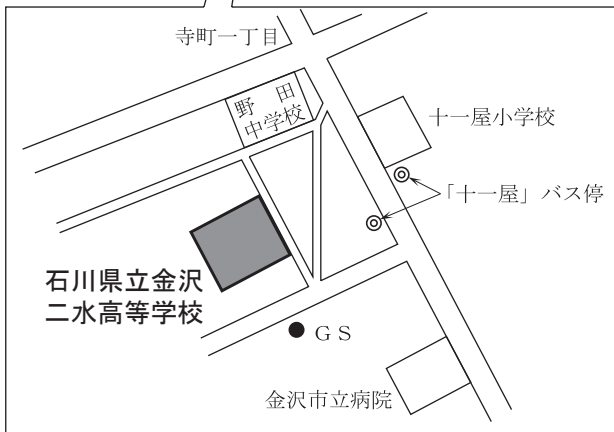 寺町一丁目
野田
中学校
十一屋小学校
「十一屋」バス停
石川県立金沢
二水高等学校
GS
金沢市立病院